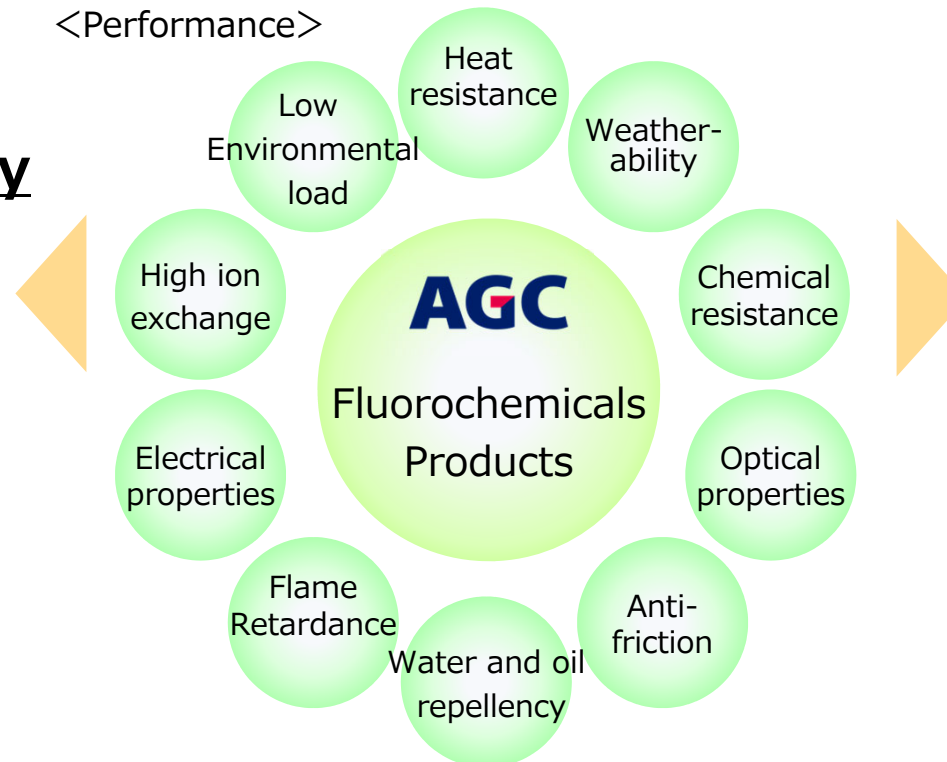 <Performance>
y
Heat
resistance
Weather-
ability
Chemical
resistance
Optical
properties
Anti-
friction
Water and oil
repellency
Flame
Retardance
Electrical
properties
High ion
exchange
Low
Environmental
load
AGC
Fluorochemicals
Products